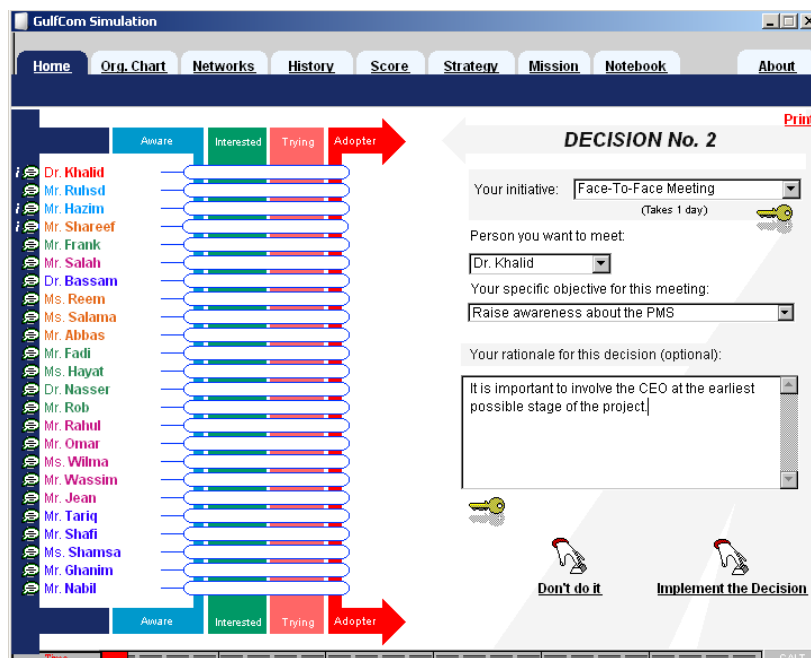 GulfCom Simulation
Home Org. Chart Networks History Score Strategy Mission Notebook About
Print
Aware Interested Trying Adopter
DECISION No. 2
i Dr. Khalid
Mr. Ruhsd
i Mr. Hazim
i Mr. Shareef
Mr. Frank
Mr. Salah
Dr. Bassam
Ms. Reem
Ms. Salama
Mr. Abbas
Mr. Fadi
Ms. Hayat
Dr. Nasser
Mr. Rob
Mr. Rahul
Mr. Omar
Ms. Wilma
Mr. Wassim
Mr. Jean
Mr. Tariq
Mr. Shafi
Ms. Shamsa
Mr. Ghanim
Mr. Nabil
Aware Interested Trying Adopter
Your initiative: Face-To-Face Meeting
(Takes 1 day)
Person you want to meet:
Dr. Khalid
Your specific objective for this meeting:
Raise awareness about the PMS
Your rationale for this decision (optional):
It is important to involve the CEO at the earliest
possible stage of the project.
Don't do it Implement the Decision